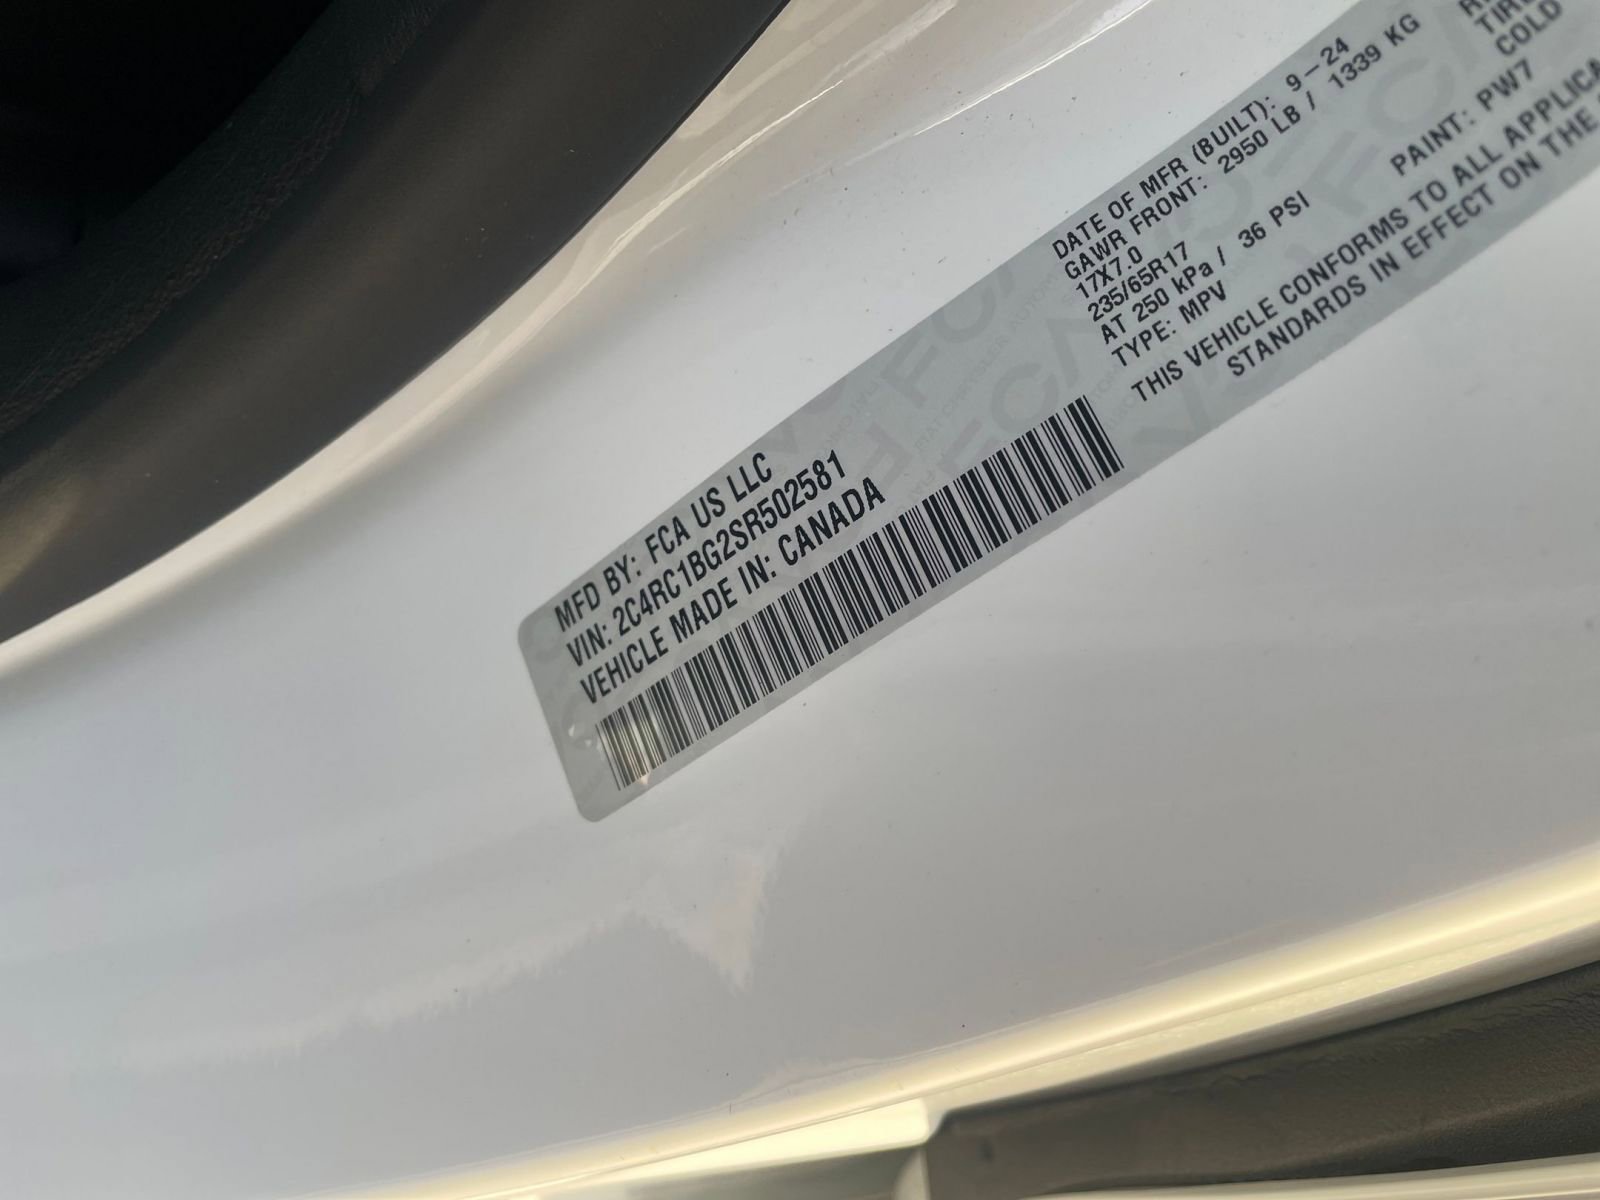 MFD BY: FCA US LLC
VIN: 2C4RC1BG2SR502581
VEHICLE MADE IN: CANADA
DATE OF MFR (BUILT): 9-24
GAWR FRONT: 2950 LB / 1339 KG
17X7.0
235/65R17
AT 250 kPa / 36 PSI
TYPE: MPV
PAINT: PW7
THIS VEHICLE CONFORMS TO ALL
STANDARDS IN EFFECT ON THE
COLD